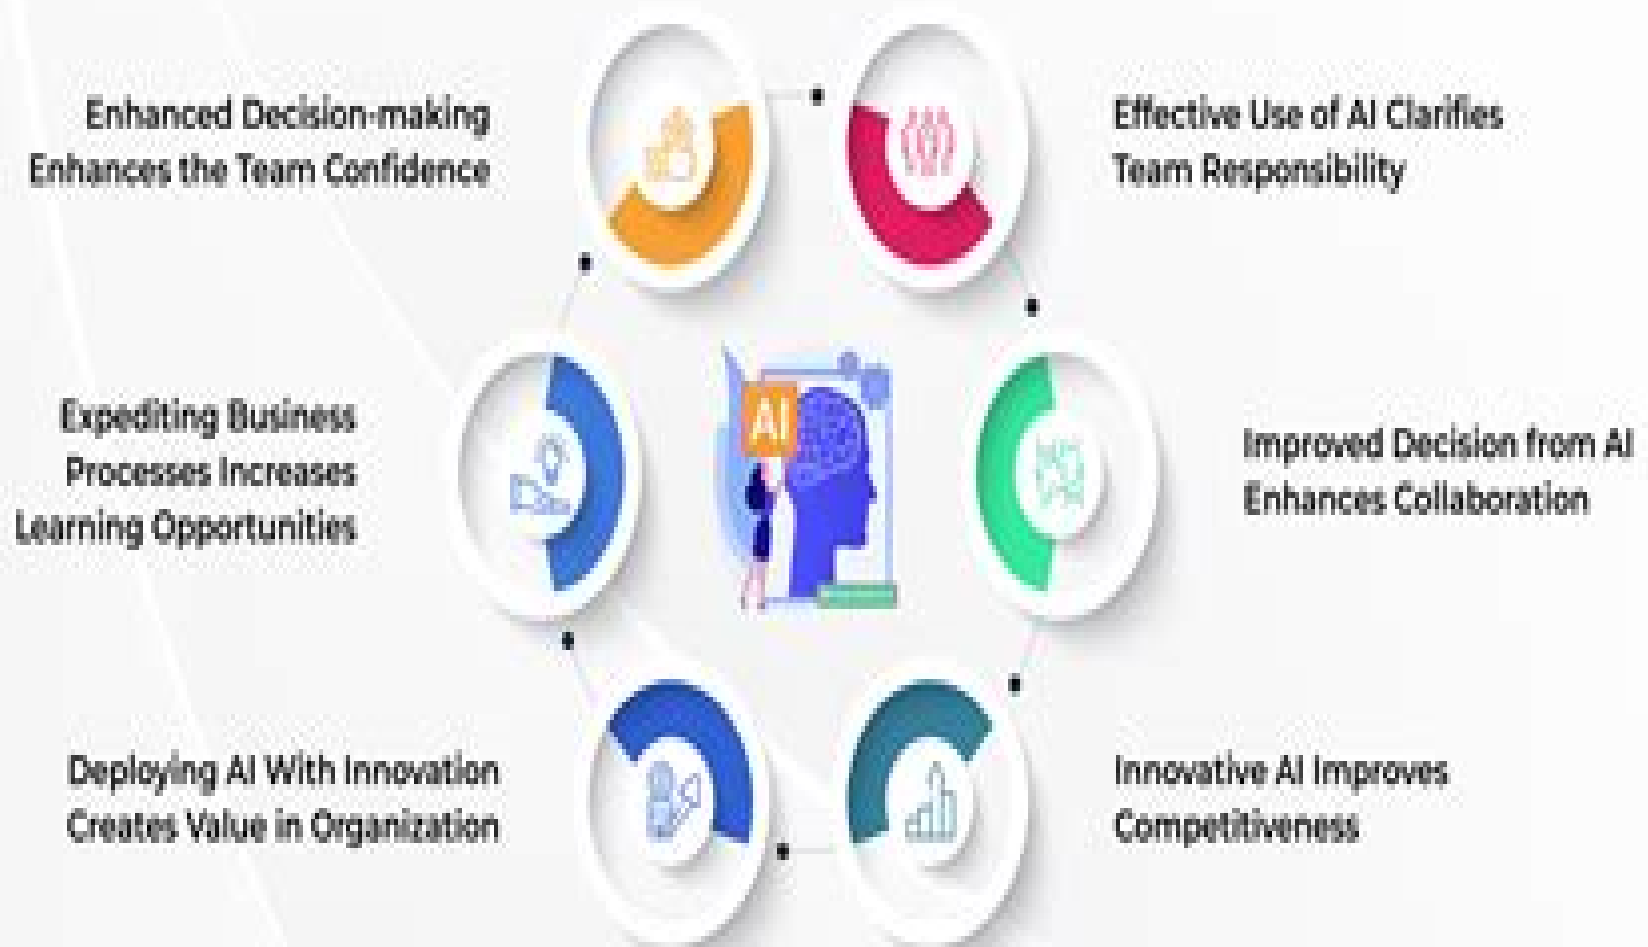 Enhanced Decision-making
Enhances the Team Confidence
Effective Use of AI Clarifies
Team Responsibility
Expediting Business
Processes Increases
Learning Opportunities
AI
Improved Decision from AI
Enhances Collaboration
Deploying AI With Innovation
Creates Value in Organization
Innovative AI Improves
Competitiveness